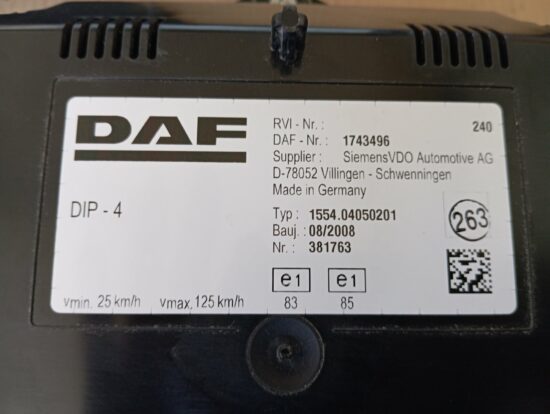 DAF
RVI - Nr. : 240
DAF - Nr. : 1743496
Supplier : SiemensVDO Automotive AG
D-78052 Villingen - Schwenningen
Made in Germany
DIP - 4
Typ : 1554.04050201
Bauj. : 08/2008
Nr. : 381763
263
e1 e1
83 85
vmin. 25 km/h vmax. 125 km/h